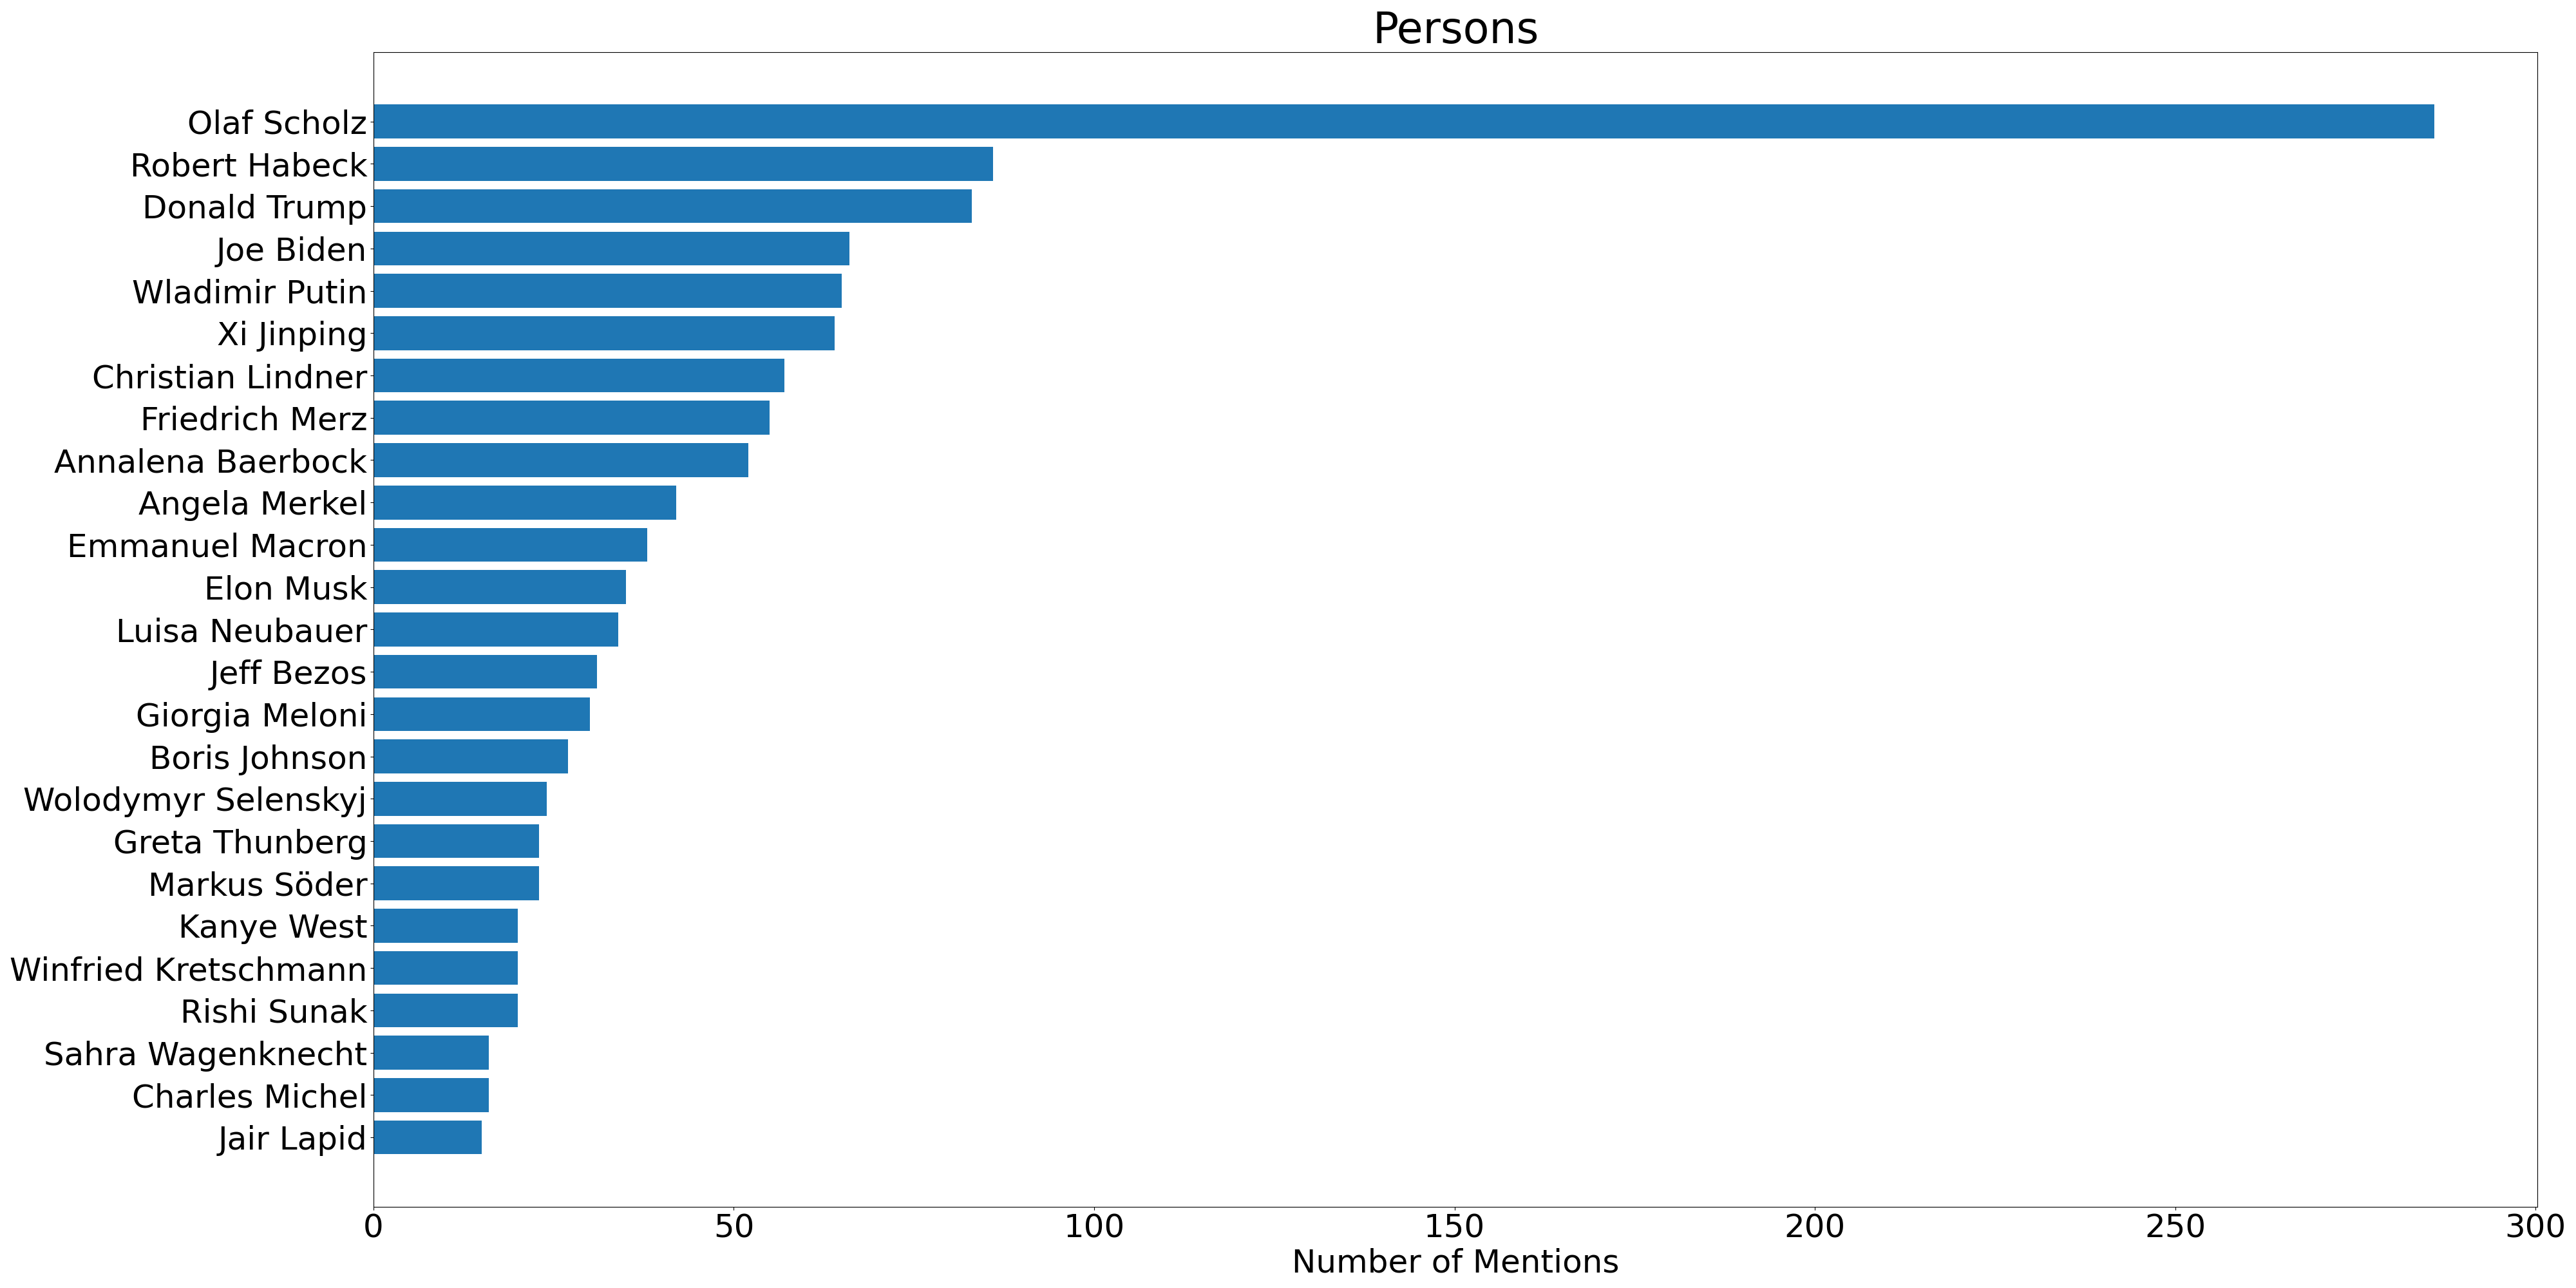 Persons
Olaf Scholz
Robert Habeck
Donald Trump
Joe Biden
Wladimir Putin
Xi Jinping
Christian Lindner
Friedrich Merz
Annalena Baerbock
Angela Merkel
Emmanuel Macron
Elon Musk
Luisa Neubauer
Jeff Bezos
Giorgia Meloni
Boris Johnson
Wolodymyr Selenskyj
Greta Thunberg
Markus Söder
Kanye West
Winfried Kretschmann
Rishi Sunak
Sahra Wagenknecht
Charles Michel
Jair Lapid
0 50 100 150 200 250 300
Number of Mentions